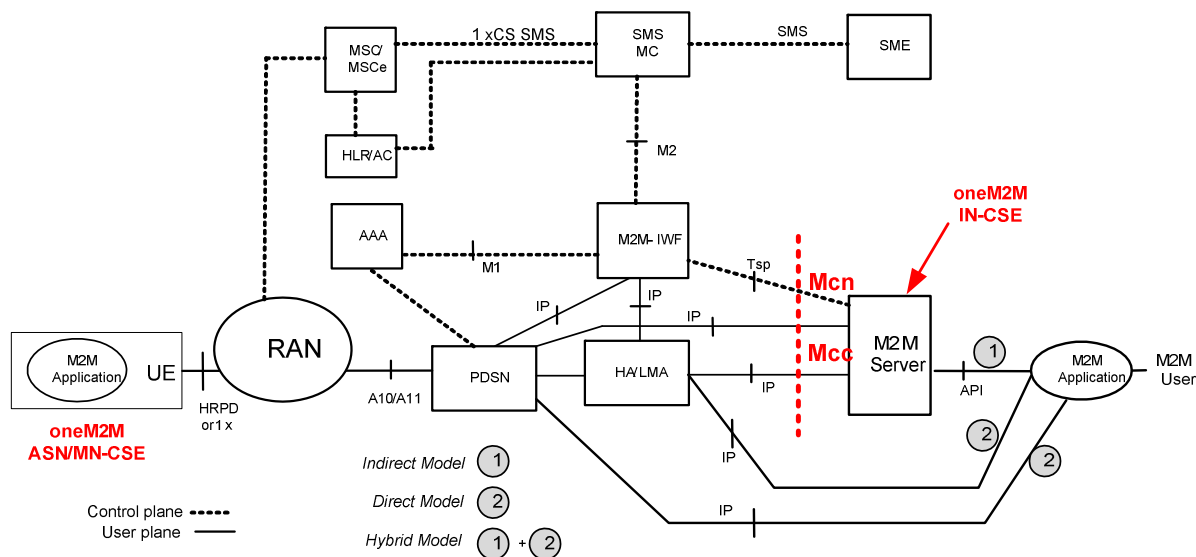 1 xCS SMS
SMS
MSC/
MSCe
SMS
MC
SME
HLR/AC
M2
oneM2M
IN-CSE
AAA
M2M- IWF
M1
Tsp
Mcn
IP
IP
IP
RAN
M2M
Application
UE
Mcc
M2M
Server
1
M2M
Application
M2M
User
PDSN
HA/LMA
IP
API
A10/A11
HRPD
or1 x
oneM2M
ASN/MN-CSE
2
2
IP
Indirect Model 1
Direct Model 2
Control plane
User plane
IP
Hybrid Model 1 + 2